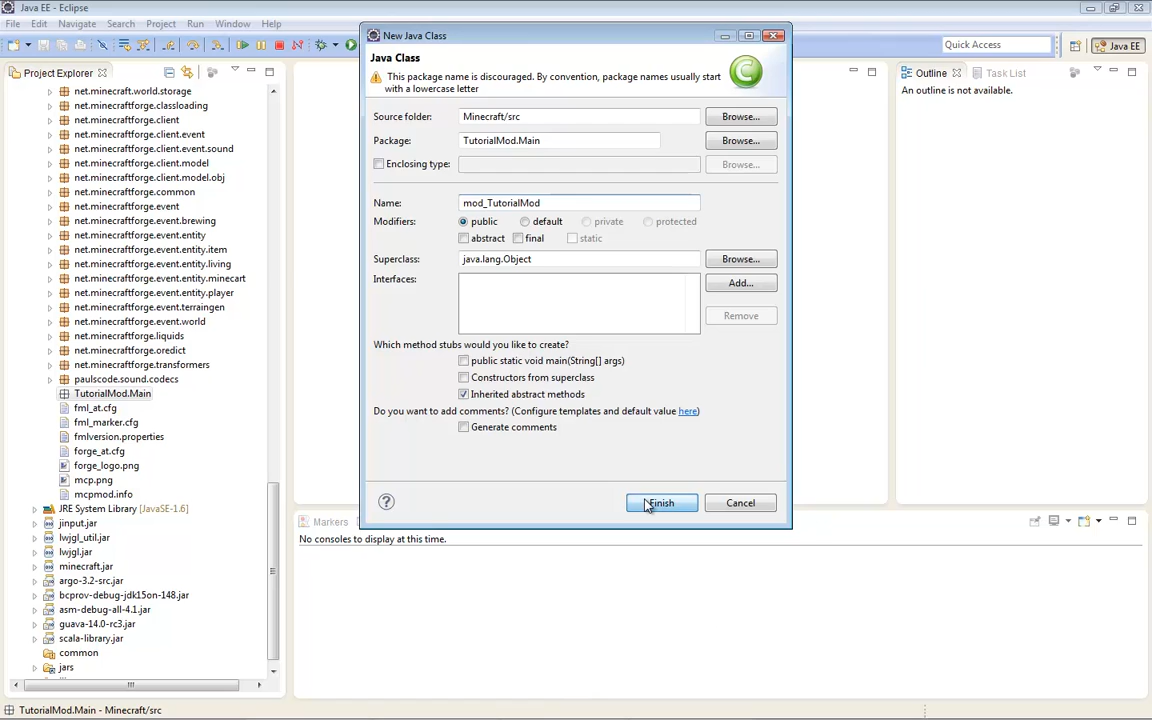 Java EE - Eclipse
File Edit Navigate Search Project Run Window Help
Quick Access
Java EE
Project Explorer
net.minecraft.world.storage
net.minecraftforge.classloading
net.minecraftforge.client
net.minecraftforge.client.event
net.minecraftforge.client.event.sound
net.minecraftforge.client.model
net.minecraftforge.client.model.obj
net.minecraftforge.common
net.minecraftforge.event
net.minecraftforge.event.brewing
net.minecraftforge.event.entity
net.minecraftforge.event.entity.item
net.minecraftforge.event.entity.living
net.minecraftforge.event.entity.minecart
net.minecraftforge.event.entity.player
net.minecraftforge.event.terraingen
net.minecraftforge.event.world
net.minecraftforge.liquids
net.minecraftforge.oredict
net.minecraftforge.transformers
paulscode.sound.codecs
TutorialMod.Main
fml_at.cfg
fml_marker.cfg
fmlversion.properties
forge_at.cfg
forge_logo.png
mcp.png
mcpmod.info
JRE System Library [JavaSE-1.6]
jinput.jar
lwjgl_util.jar
lwjgl.jar
minecraft.jar
argo-3.2-src.jar
bcprov-debug-jdk15on-148.jar
asm-debug-all-4.1.jar
guava-14.0-rc3.jar
scala-library.jar
common
jars
New Java Class
Java Class
This package name is discouraged. By convention, package names usually start
with a lowercase letter
Source folder: Minecraft/src Browse...
Package: TutorialMod.Main Browse...
Enclosing type: Browse...
Name: mod_TutorialMod
Modifiers: public default private protected
abstract final static
Superclass: java.lang.Object Browse...
Interfaces: Add...
Remove
Which method stubs would you like to create?
public static void main(String[] args)
Constructors from superclass
Inherited abstract methods
Do you want to add comments? (Configure templates and default value here)
Generate comments
Finish Cancel
Outline Task List
An outline is not available.
Markers
No consoles to display at this time.
TutorialMod.Main - Minecraft/src